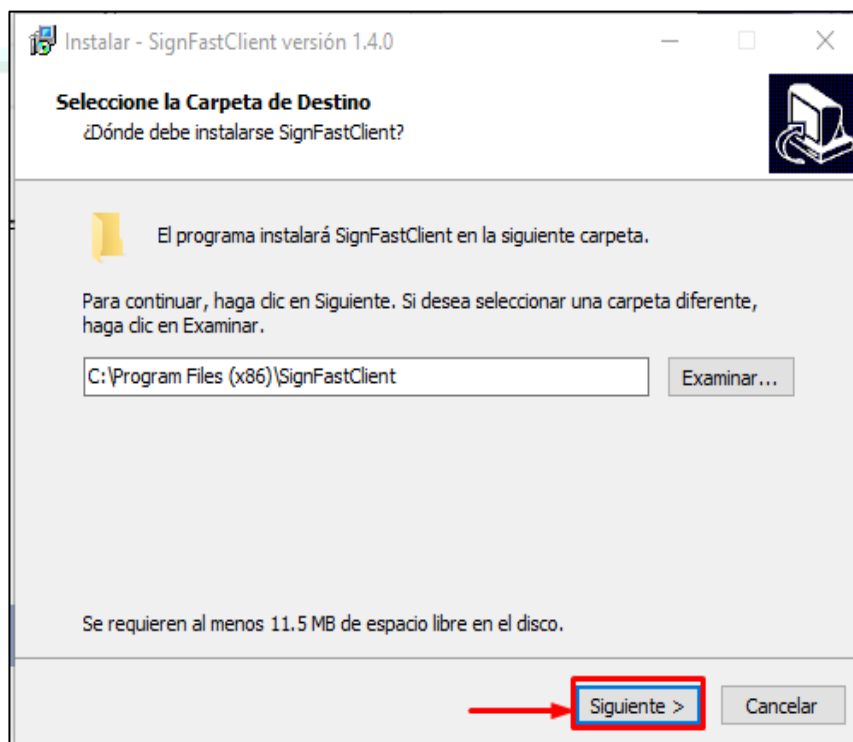 Instalar - SignFastClient versión 1.4.0
Seleccione la Carpeta de Destino
¿Dónde debe instalarse SignFastClient?
El programa instalará SignFastClient en la siguiente carpeta.
Para continuar, haga clic en Siguiente. Si desea seleccionar una carpeta diferente,
haga clic en Examinar.
C:\Program Files (x86)\SignFastClient
Examinar...
Se requieren al menos 11.5 MB de espacio libre en el disco.
Siguiente >
Cancelar